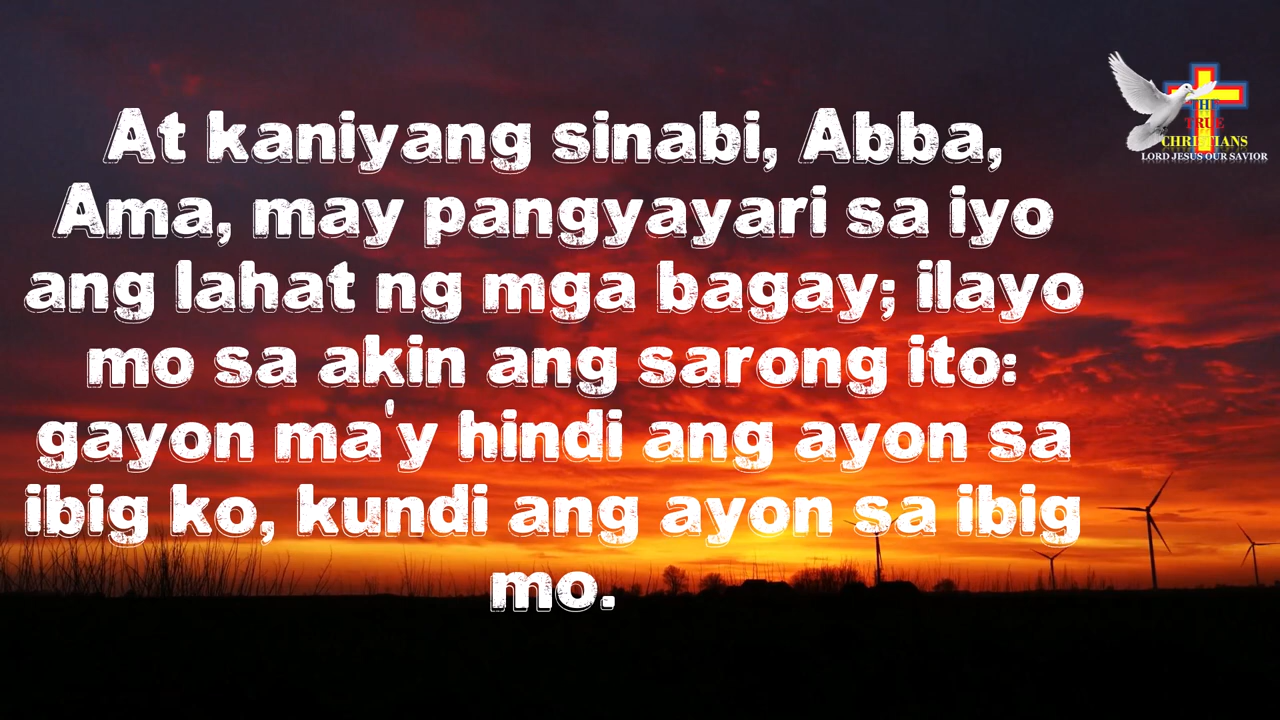 At kaniyang sinabi, Abba,
Ama, may pangyayari sa iyo
ang lahat ng mga bagay; ilayo
mo sa akin ang sarong ito:
gayon ma'y hindi ang ayon sa
ibig ko, kundi ang ayon sa ibig
mo.
THE
TRUE
CHRISTIANS
LORD JESUS OUR SAVIOR